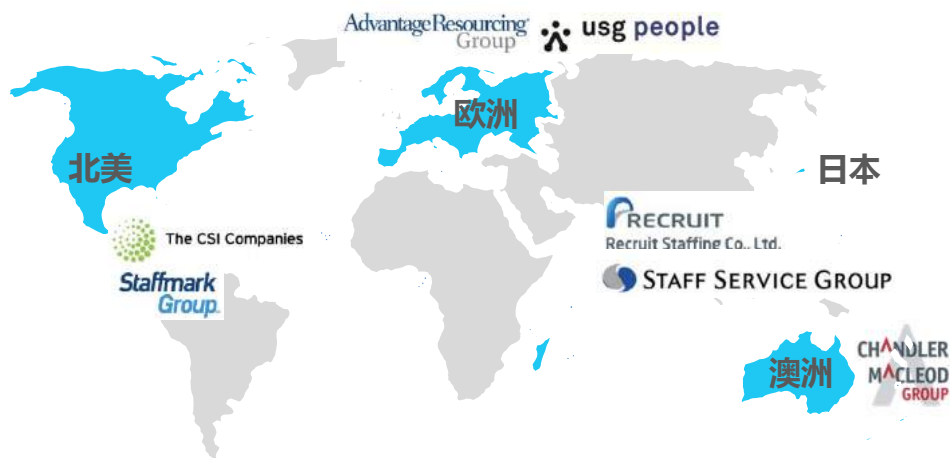 Advantage Resourcing
Group
usg people
欧洲
北美
日本
The CSI Companies
RECRUIT
Recruit Staffing Co., Ltd.
Staffmark
Group
STAFF SERVICE GROUP
澳洲
CHANDLER
MACLEOD
GROUP